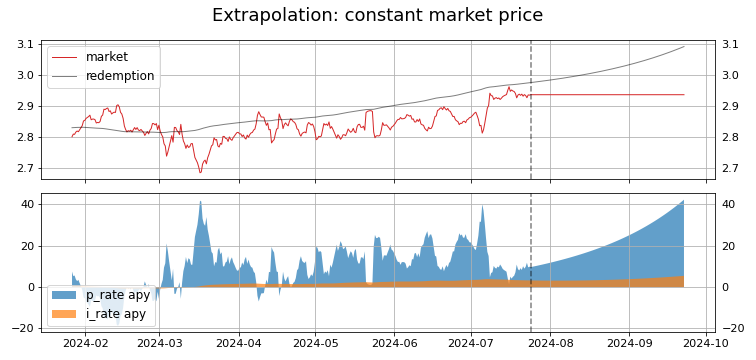 Extrapolation: constant market price
3.1 3.1
market
redemption
3.0 3.0
2.9 2.9
2.8 2.8
2.7 2.7
40 40
20 20
0 0
p_rate apy
i_rate apy
−20 −20
2024-02 2024-03 2024-04 2024-05 2024-06 2024-07 2024-08 2024-09 2024-10